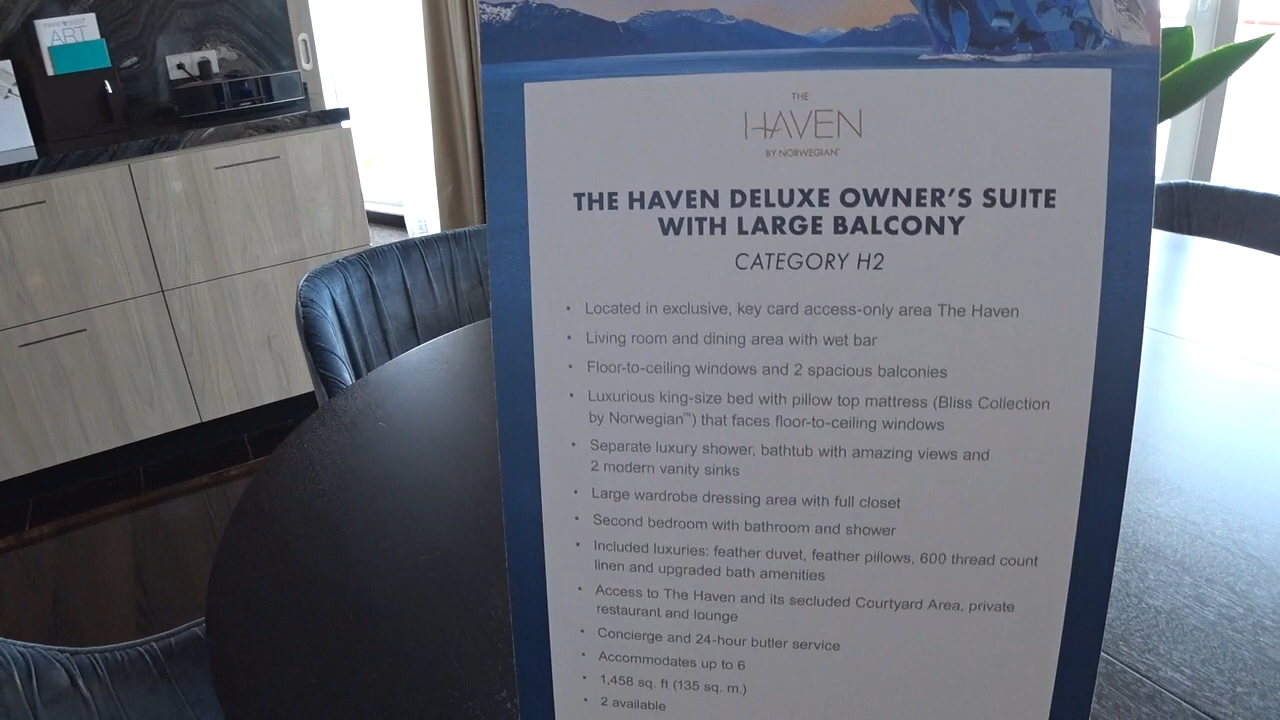 ART
THE
HAVEN
BY NORWEGIAN™
THE HAVEN DELUXE OWNER'S SUITE
WITH LARGE BALCONY
CATEGORY H2
• Located in exclusive, key card access-only area The Haven
• Living room and dining area with wet bar
• Floor-to-ceiling windows and 2 spacious balconies
• Luxurious king-size bed with pillow top mattress (Bliss Collection
by Norwegian™) that faces floor-to-ceiling windows
• Separate luxury shower, bathtub with amazing views and
2 modern vanity sinks
• Large wardrobe dressing area with full closet
• Second bedroom with bathroom and shower
• Included luxuries: feather duvet, feather pillows, 600 thread count
linen and upgraded bath amenities
• Access to The Haven and its secluded Courtyard Area, private
restaurant and lounge
• Concierge and 24-hour butler service
• Accommodates up to 6
• 1,458 sq. ft (135 sq. m.)
• 2 available